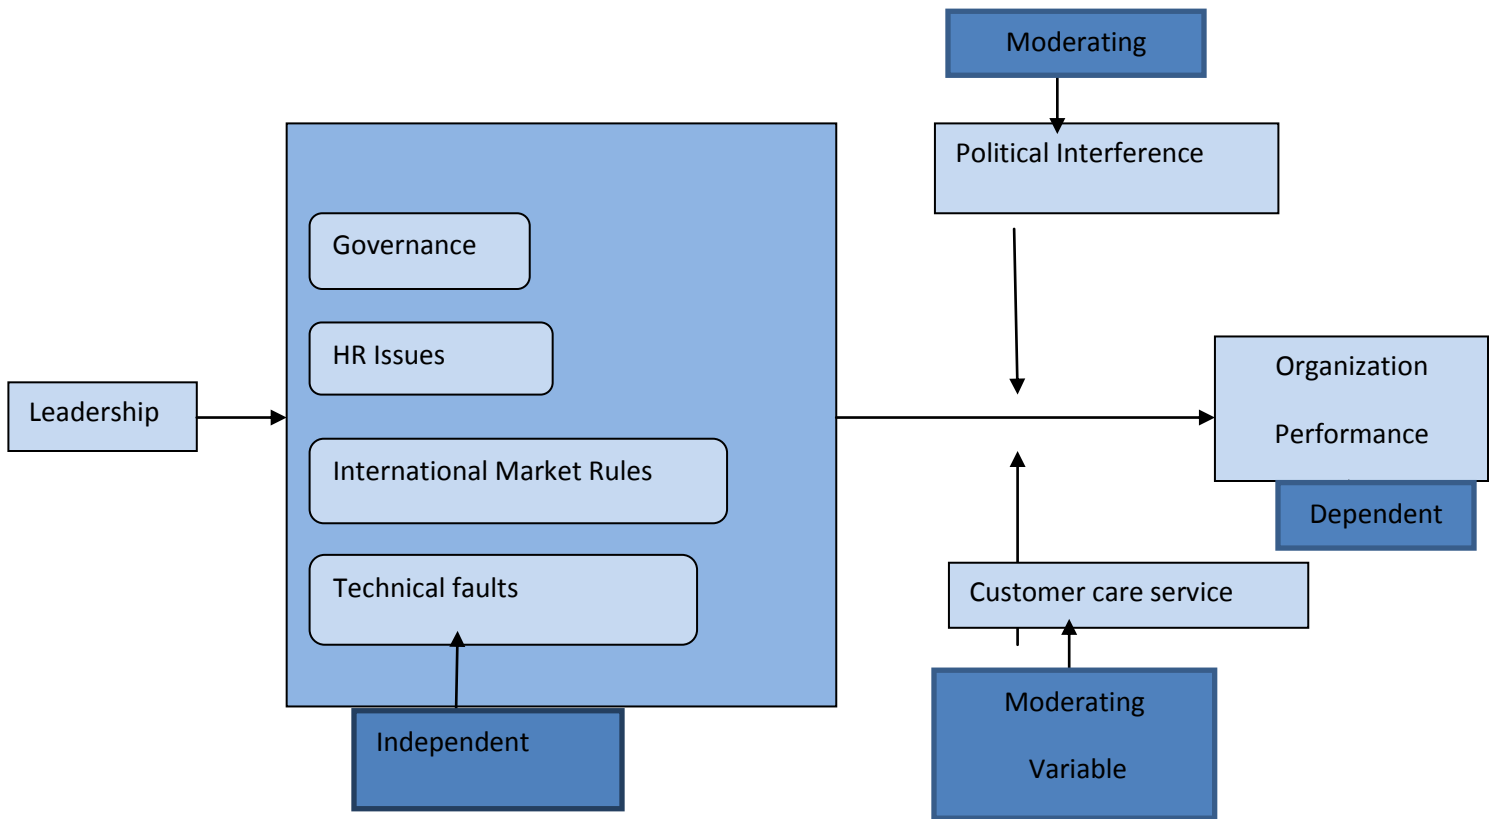 Moderating
Political Interference
Governance
HR Issues
Leadership
International Market Rules
Technical faults
Organization
Performance
Dependent
Customer care service
Independent
Moderating
Variable